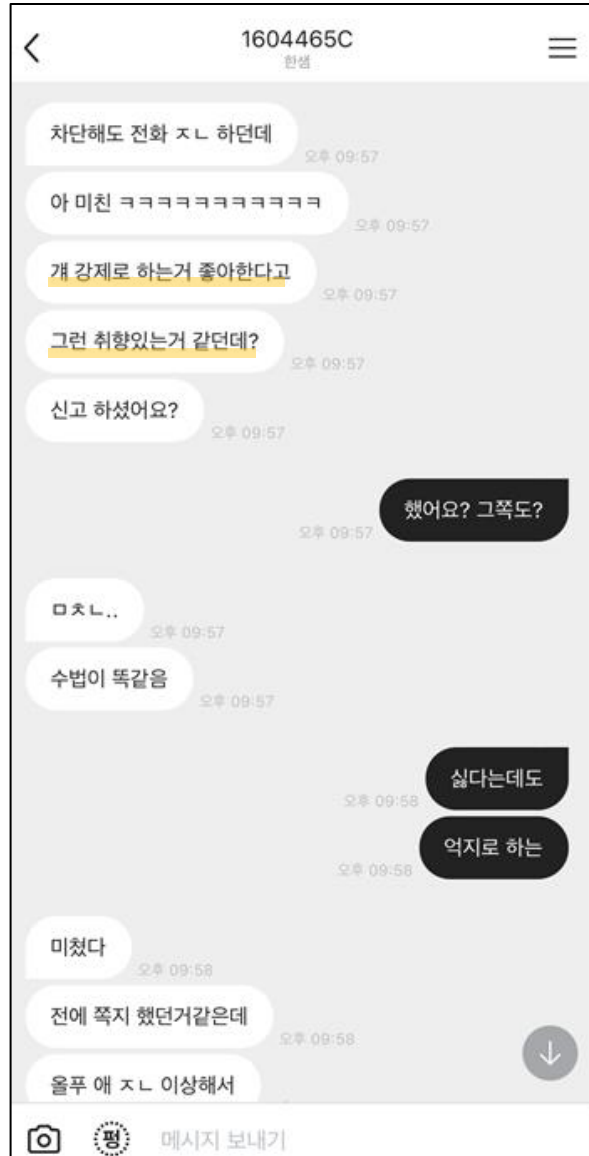 1604465C
한샘
차단해도 전화 ㅈㄴ 하던데
오후 09:57
아 미친 ㅋㅋㅋㅋㅋㅋㅋㅋㅋㅋㅋ
오후 09:57
걔 강제로 하는거 좋아한다고
오후 09:57
그런 취향있는거 같던데?
오후 09:57
신고 하셨어요?
오후 09:57
했어요? 그쪽도?
오후 09:57
ㅁㅊㄴ..
오후 09:57
수법이 똑같음
오후 09:57
싫다는데도
오후 09:58
억지로 하는
오후 09:58
미쳤다
오후 09:58
전에 쪽지 했던거같은데
오후 09:58
올푸 애 ㅈㄴ 이상해서
펑
메시지 보내기